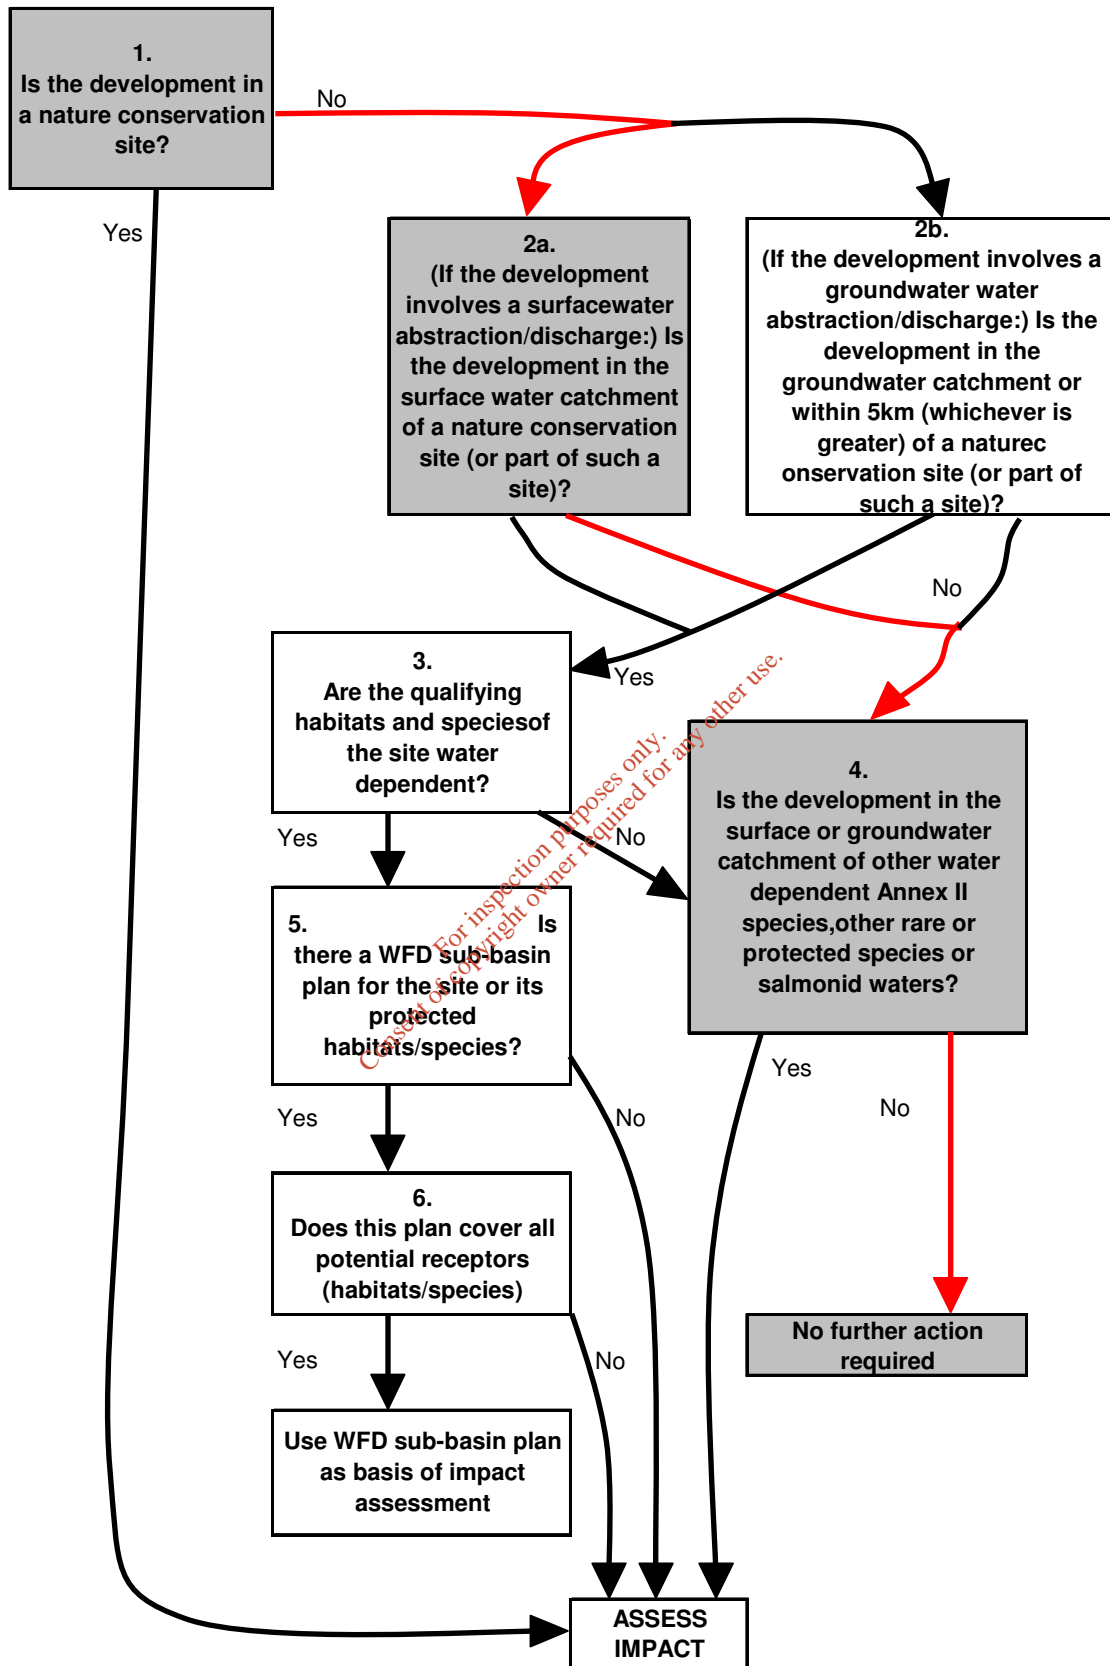 1.
Is the development in
a nature conservation
site?
No
Yes
2a.
(If the development
involves a surfacewater
abstraction/discharge:) Is
the development in the
surface water catchment
of a nature conservation
site (or part of such a
site)?
2b.
(If the development involves a
groundwater water
abstraction/discharge:) Is the
development in the
groundwater catchment or
within 5km (whichever is
greater) of a naturec
onservation site (or part of
such a site)?
No
Yes
3.
Are the qualifying
habitats and speciesof
the site water
dependent?
Yes
No
4.
Is the development in the
surface or groundwater
catchment of other water
dependent Annex II
species,other rare or
protected species or
salmonid waters?
5. Is
there a WFD sub-basin
plan for the site or its
protected
habitats/species?
Yes
No
Yes
No
6.
Does this plan cover all
potential receptors
(habitats/species)
Yes
No
No further action
required
Use WFD sub-basin plan
as basis of impact
assessment
ASSESS
IMPACT
For inspection purposes only.
Consent of copyright owner required for any other use.